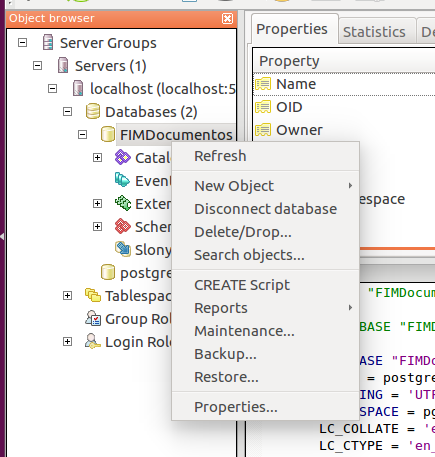 Object browser
Server Groups
Servers (1)
localhost (localhost:5
Databases (2)
FIMDocumentos
Catal
Event
Exter
Schem
Slony
postgre
Tablespac
Group Rol
Login Role
Refresh
New Object
Disconnect database
Delete/Drop...
Search objects...
CREATE Script
Reports
Maintenance...
Backup...
Restore...
Properties...
Properties
Statistics
De
Property
Name
OID
Owner
espace
"FIMDocum
BASE "FIMD
ASE "FIMDo
= postgre
ING = 'UTF
SPACE = pg
LC_COLLATE = 'e
LC_CTYPE = 'en_